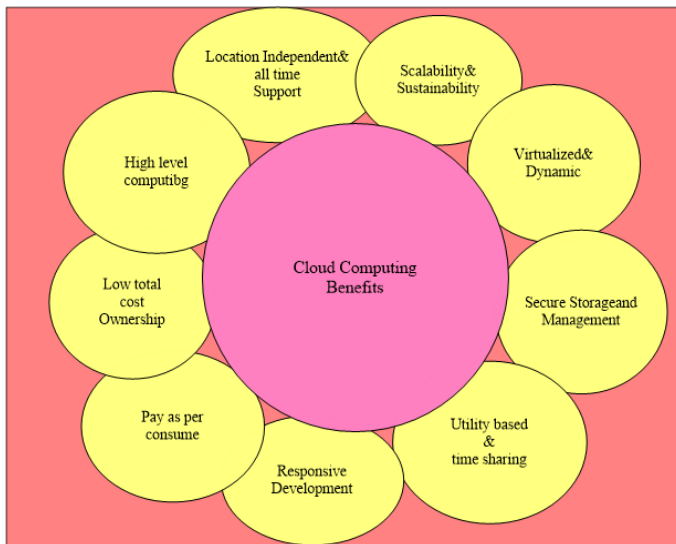 Location Independent&
all time
Support
Scalability&
Sustainability
High level
computibg
Virtualized&
Dynamic
Cloud Computing
Benefits
Low total
cost
Ownership
Secure Storageand
Management
Pay as per
consume
Utility based
&
time sharing
Responsive
Development